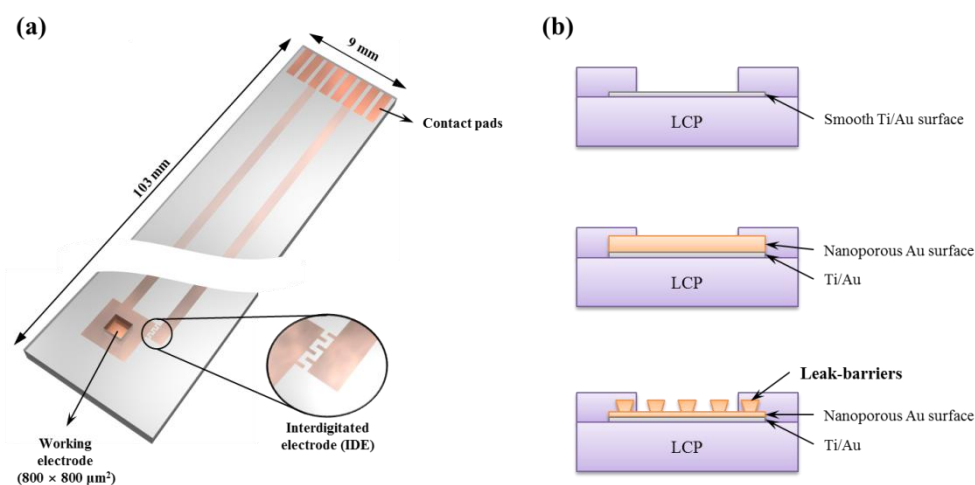 (a)
9 mm
Contact pads
103 mm
Working
electrode
(800 × 800 μm²)
Interdigitated
electrode (IDE)
(b)
LCP
Smooth Ti/Au surface
Nanoporous Au surface
Ti/Au
LCP
Leak-barriers
Nanoporous Au surface
Ti/Au
LCP